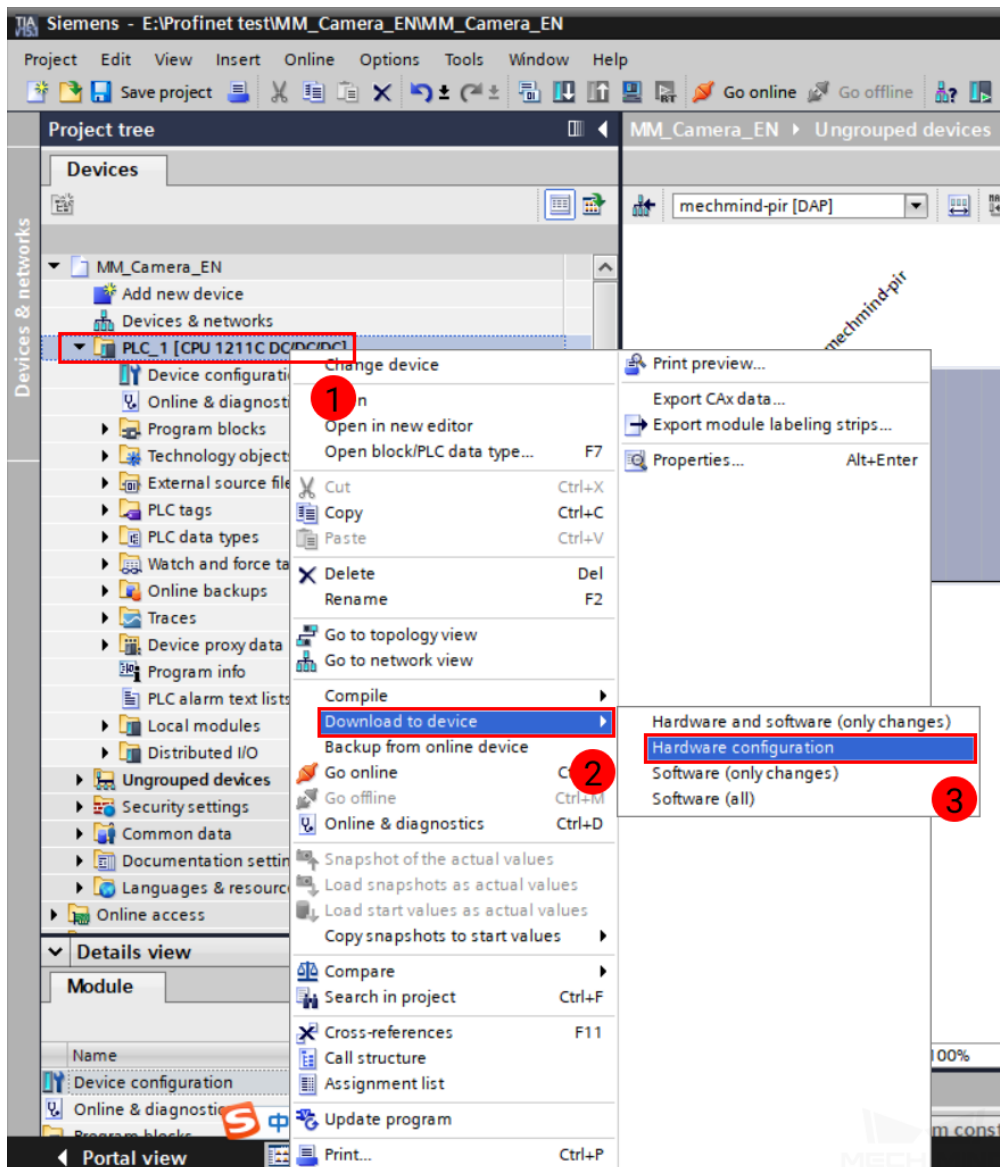 Siemens - E:\Profinet test\MM_Camera_EN\MM_Camera_EN
Project Edit View Insert Online Options Tools Window Help
Save project Go online Go offline
Project tree
MM_Camera_EN Ungrouped devices
Devices
mechmind-pir [DAP]
Devices & networks
mechmind-pir
MM_Camera_EN
Add new device
Devices & networks
PLC_1 [CPU 1211C DC/DC/DC]
Device configurati
Online & diagnosti
Program blocks
Technology object
External source file
PLC tags
PLC data types
Watch and force ta
Online backups
Traces
Device proxy data
Program info
PLC alarm text lists
Local modules
Distributed I/O
Ungrouped devices
Security settings
Common data
Documentation settin
Languages & resourc
Online access
Details view
Module
Name
Device configuration
Online & diagnostic
Program blocks
Portal view
中
1
Change device
Open in new editor
Open block/PLC data type... F7
Cut Ctrl+X
Copy Ctrl+C
Paste Ctrl+V
Delete Del
Rename F2
Go to topology view
Go to network view
Compile
Download to device
Backup from online device
2
Go online
Go offline Ctrl+M
Online & diagnostics Ctrl+D
Snapshot of the actual values
Load snapshots as actual values
Load start values as actual values
Copy snapshots to start values
Compare
Search in project Ctrl+F
Cross-references F11
Call structure
Assignment list
Update program
Print... Ctrl+P
Print preview...
Export CAx data...
Export module labeling strips...
Properties... Alt+Enter
Hardware and software (only changes)
Hardware configuration
Software (only changes)
Software (all)
3
100%
m const
MECH